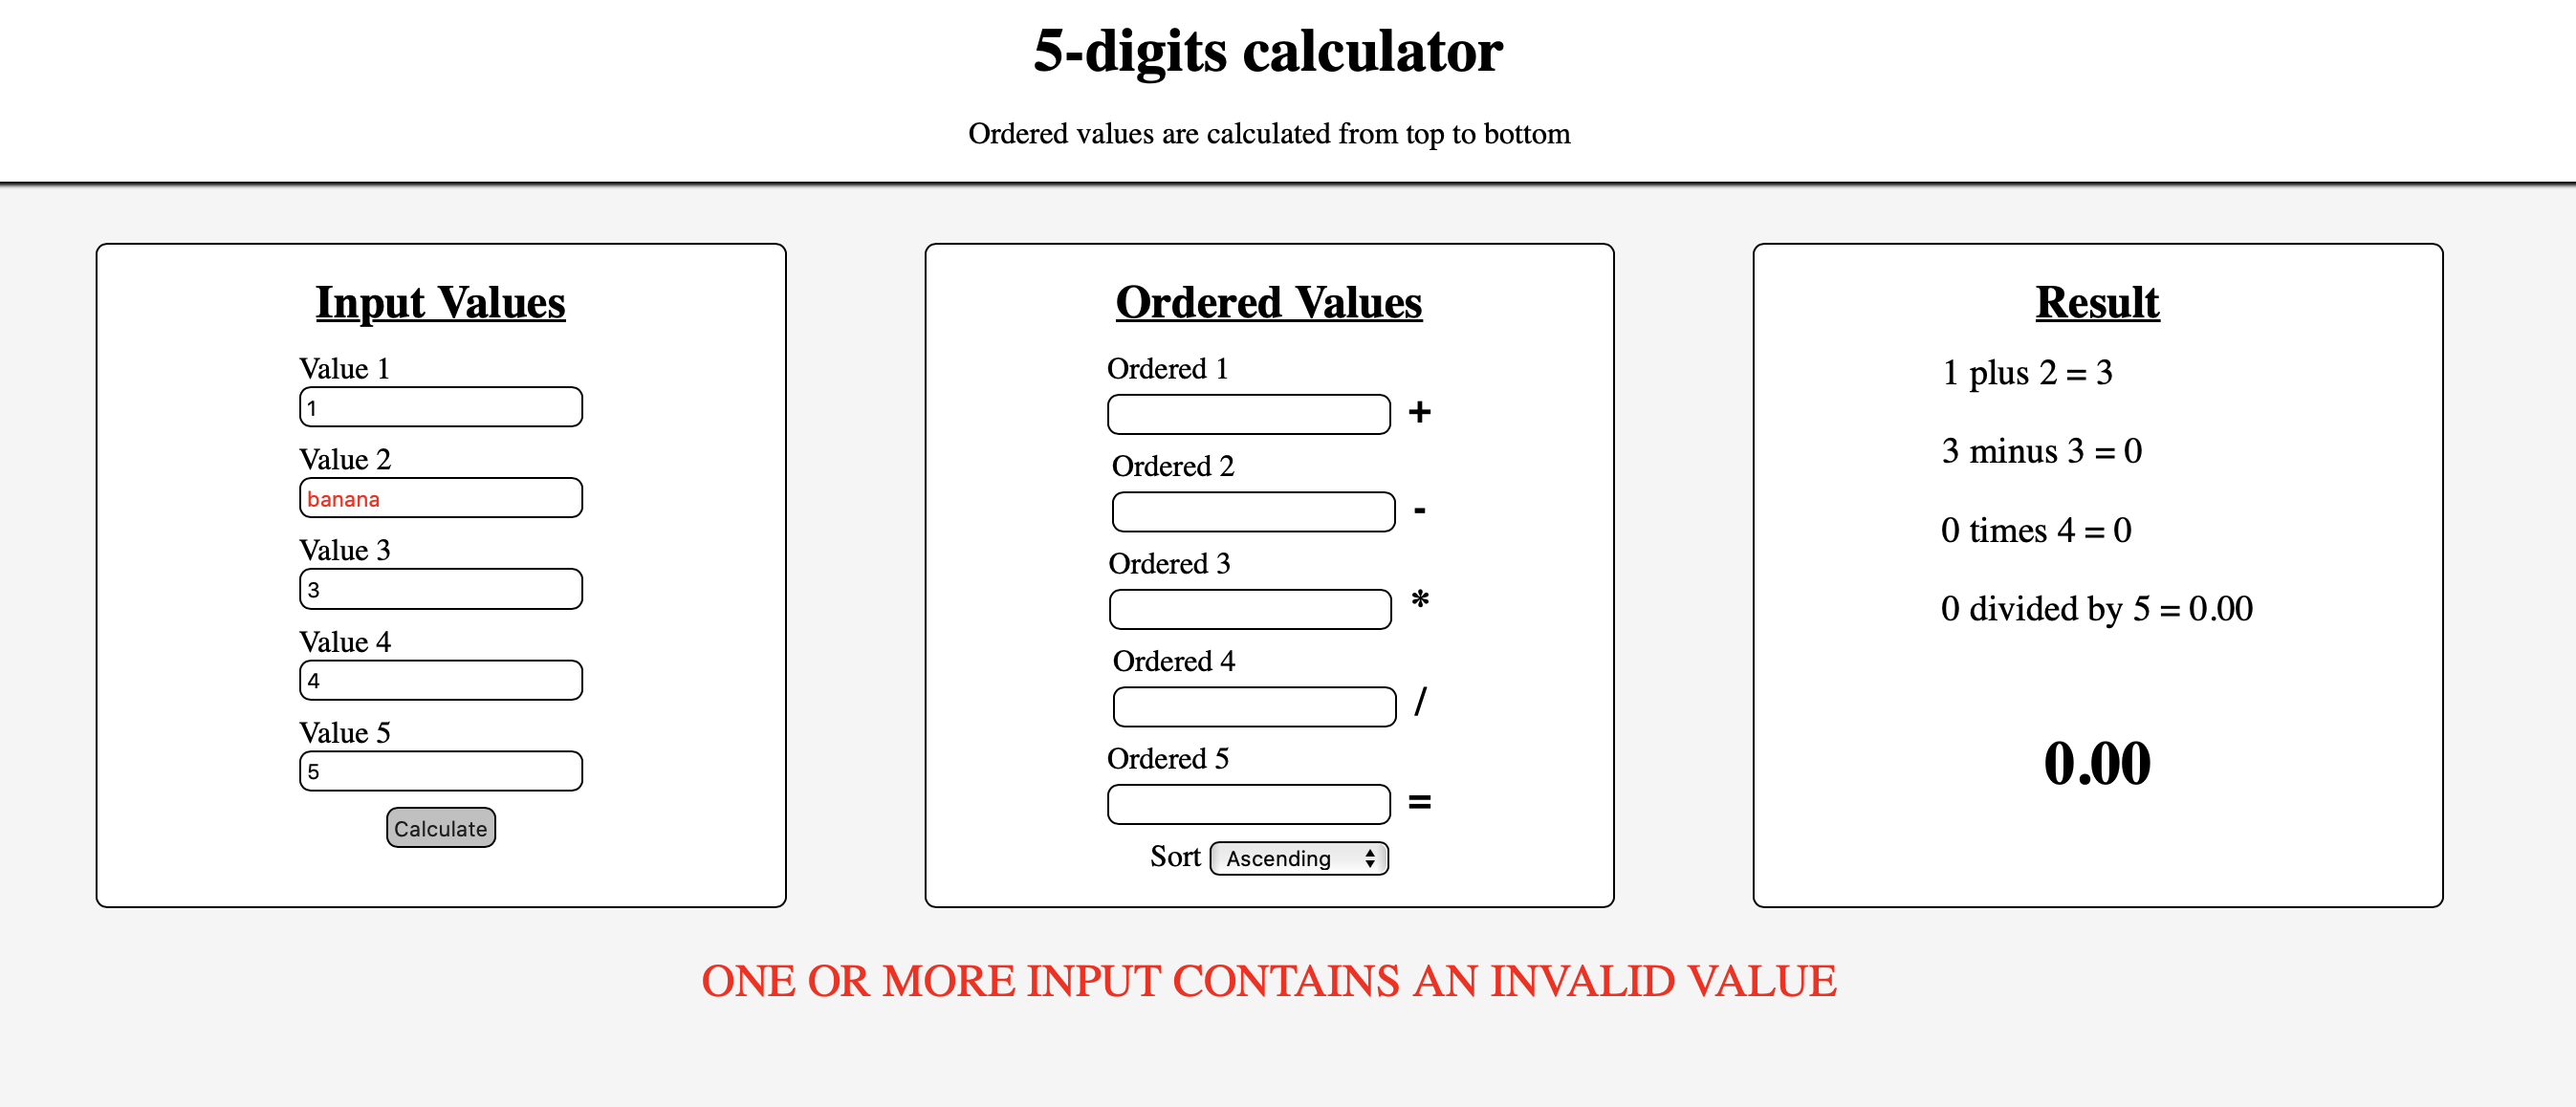 5-digits calculator
Ordered values are calculated from top to bottom
Input Values
Value 1
1
Value 2
banana
Value 3
3
Value 4
4
Value 5
5
Calculate
Ordered Values
Ordered 1
+
Ordered 2
-
Ordered 3
*
Ordered 4
/
Ordered 5
=
Sort Ascending
Result
1 plus 2 = 3
3 minus 3 = 0
0 times 4 = 0
0 divided by 5 = 0.00
0.00
ONE OR MORE INPUT CONTAINS AN INVALID VALUE